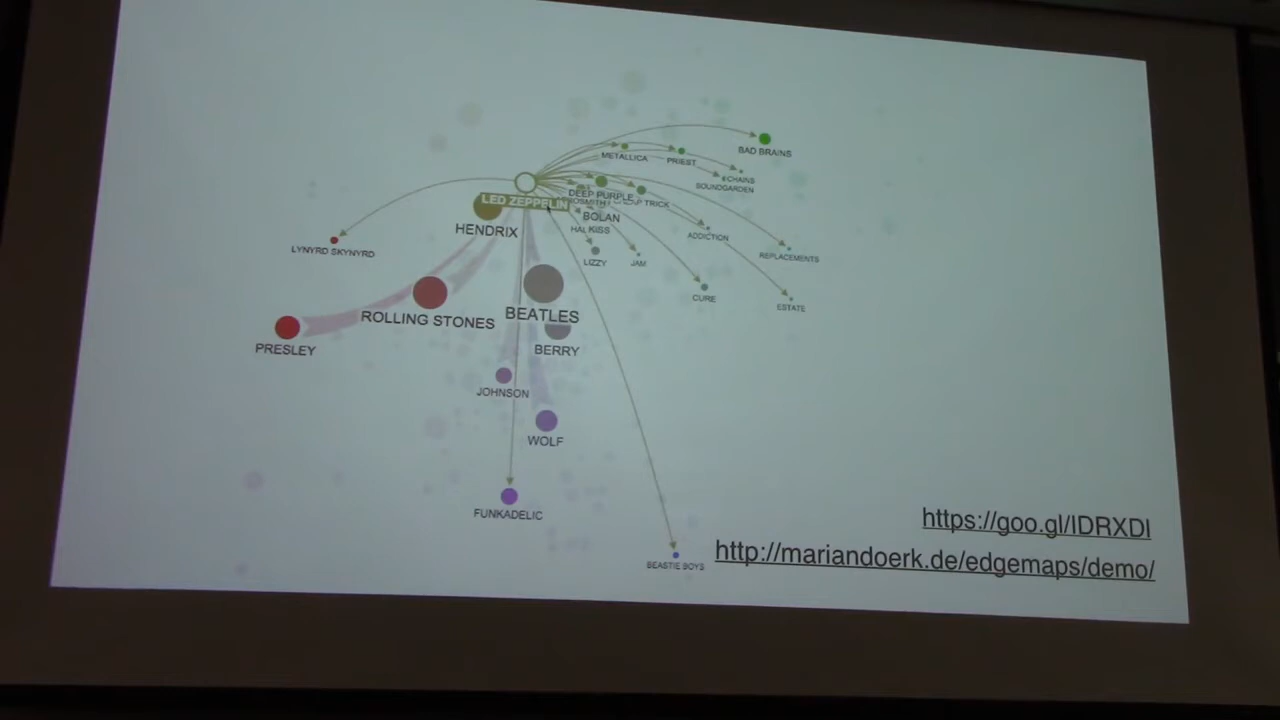 BAD BRAINS
METALLICA
PRIEST
CHAINS
SOUNDGARDEN
DEEP PURPLE
TRICK
LED ZEPPELIN
BOLAN
HENDRIX
KISS
ADDICTION
LYNYRD SKYNYRD
LIZZY
JAM
REPLACEMENTS
CURE
ESTATE
ROLLING STONES
BEATLES
PRESLEY
BERRY
JOHNSON
WOLF
FUNKADELIC
BEASTIE BOYS
https://goo.gl/IDRXDI
http://mariandoerk.de/edgemaps/demo/